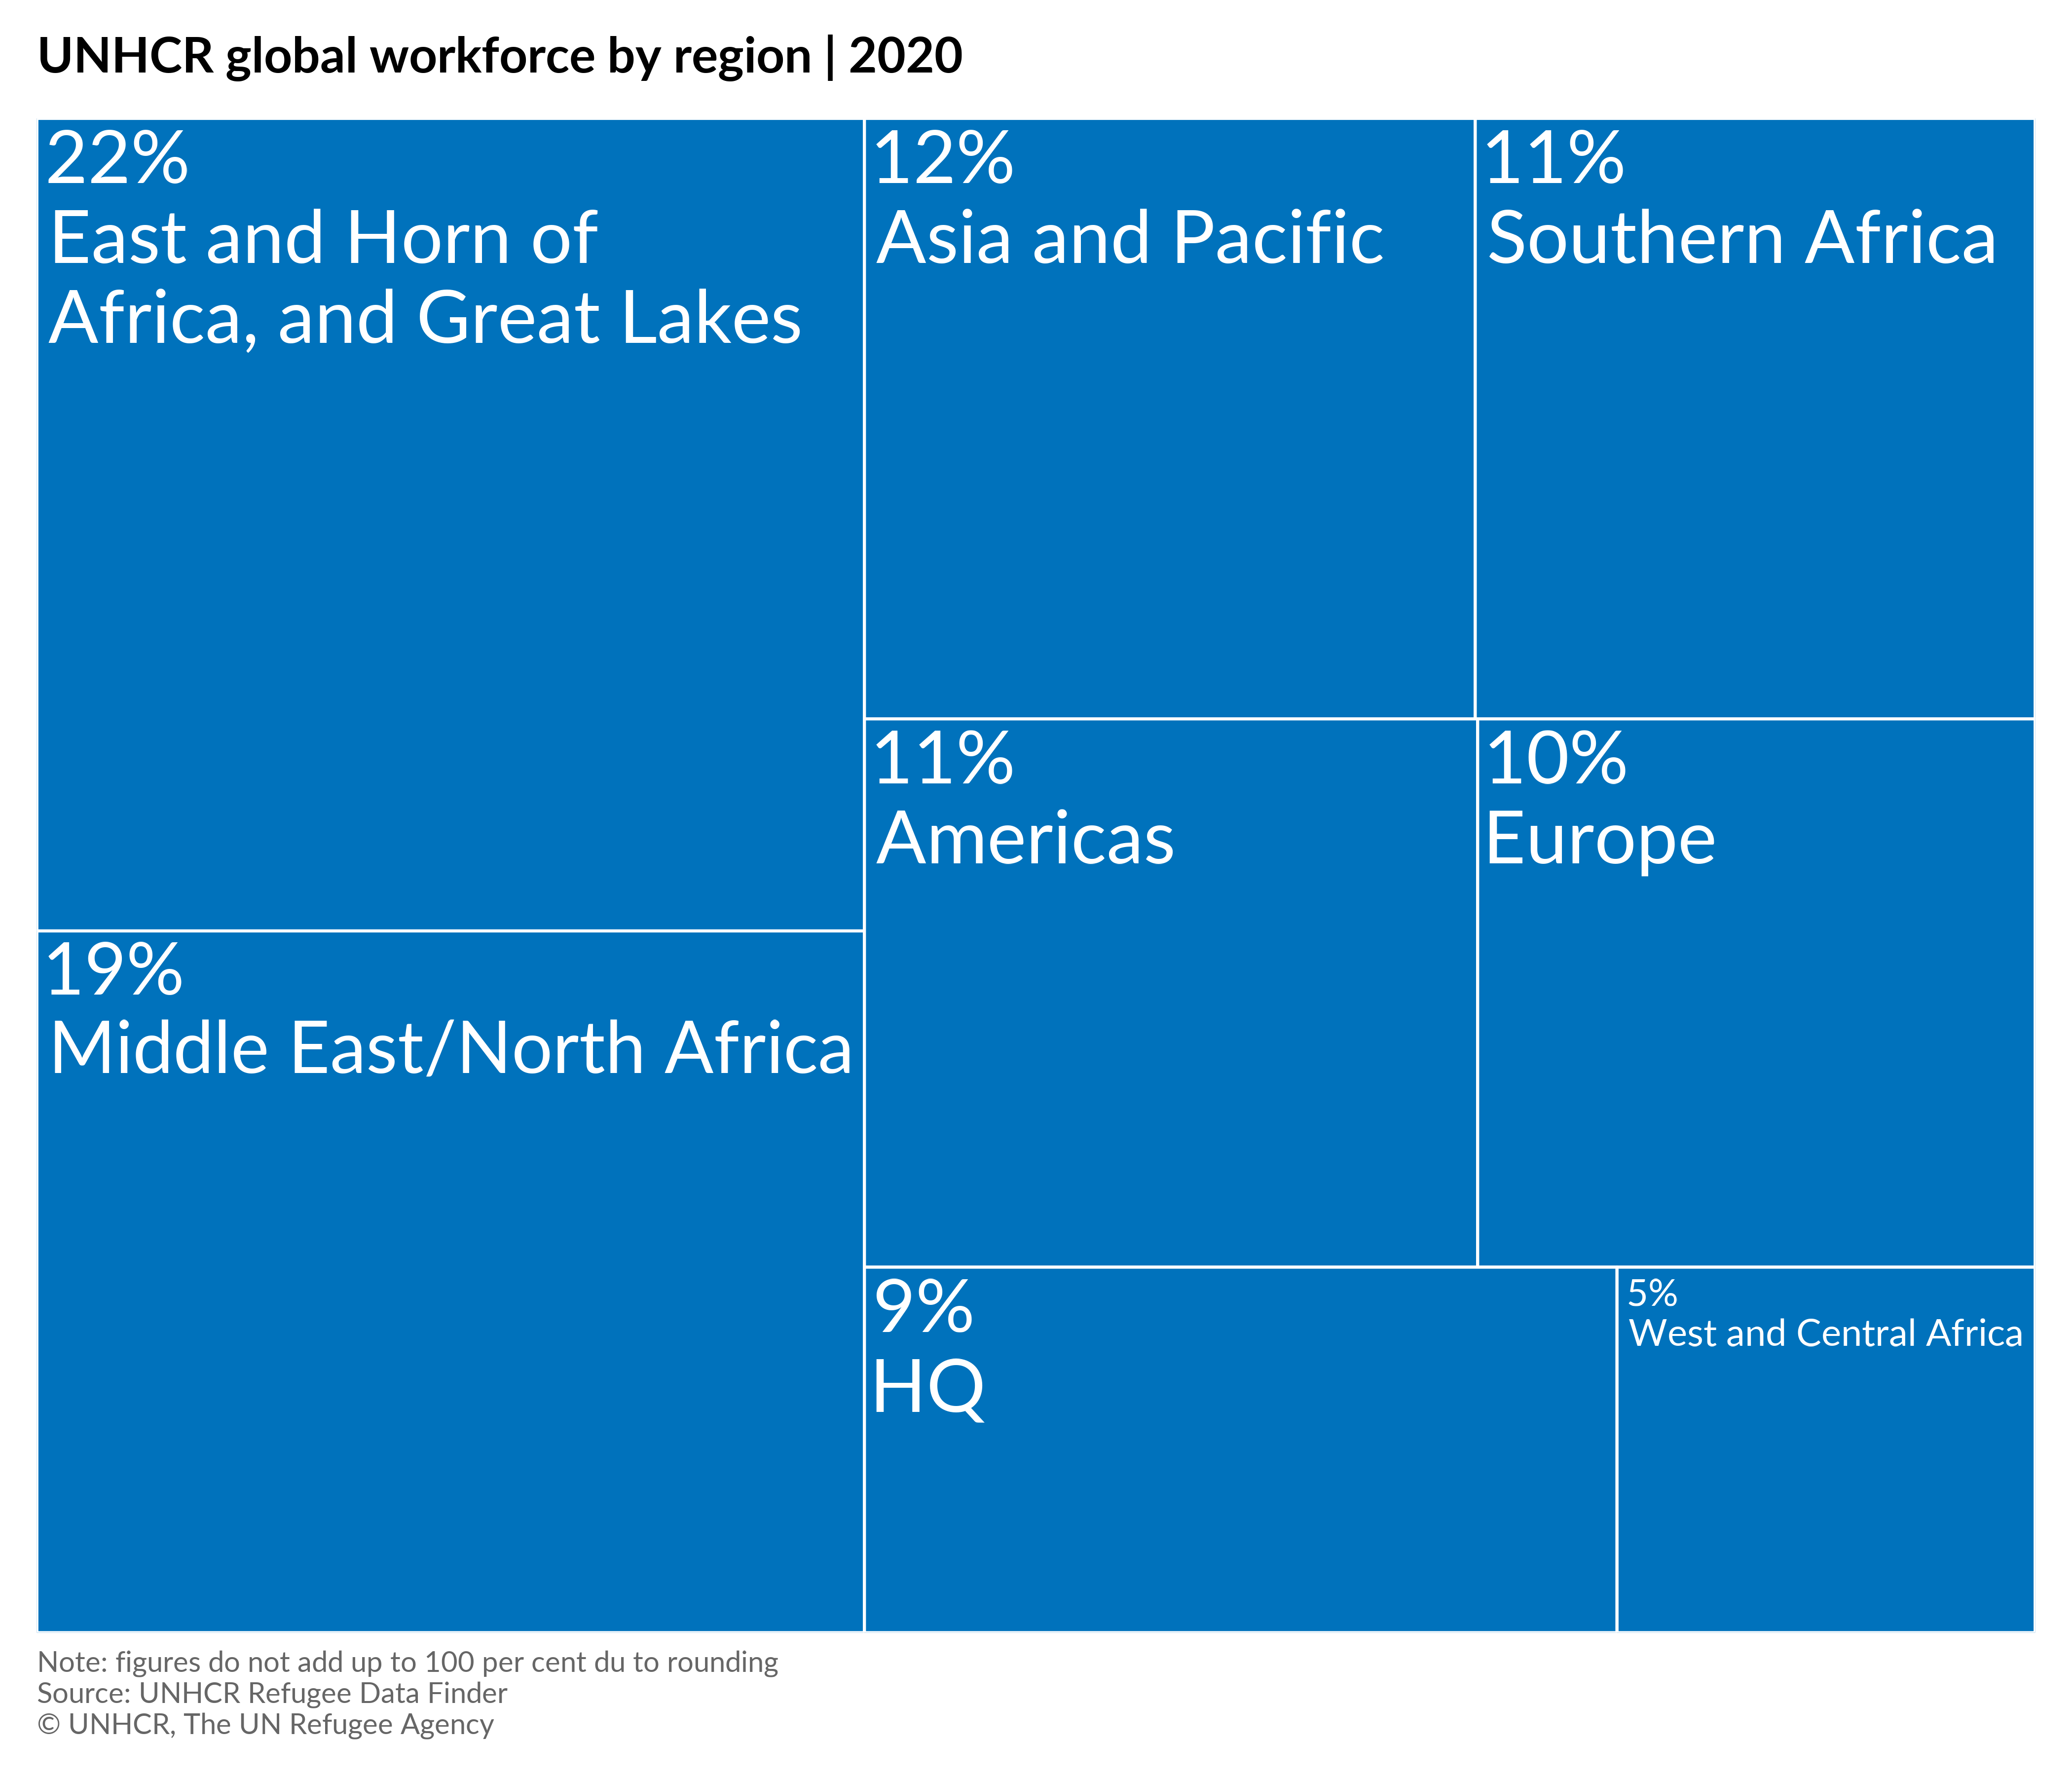 UNHCR global workforce by region | 2020
22%
East and Horn of
Africa, and Great Lakes
12%
Asia and Pacific
11%
Southern Africa
11%
Americas
10%
Europe
19%
Middle East/North Africa
9%
HQ
5%
West and Central Africa
Note: figures do not add up to 100 per cent du to rounding
Source: UNHCR Refugee Data Finder
© UNHCR, The UN Refugee Agency